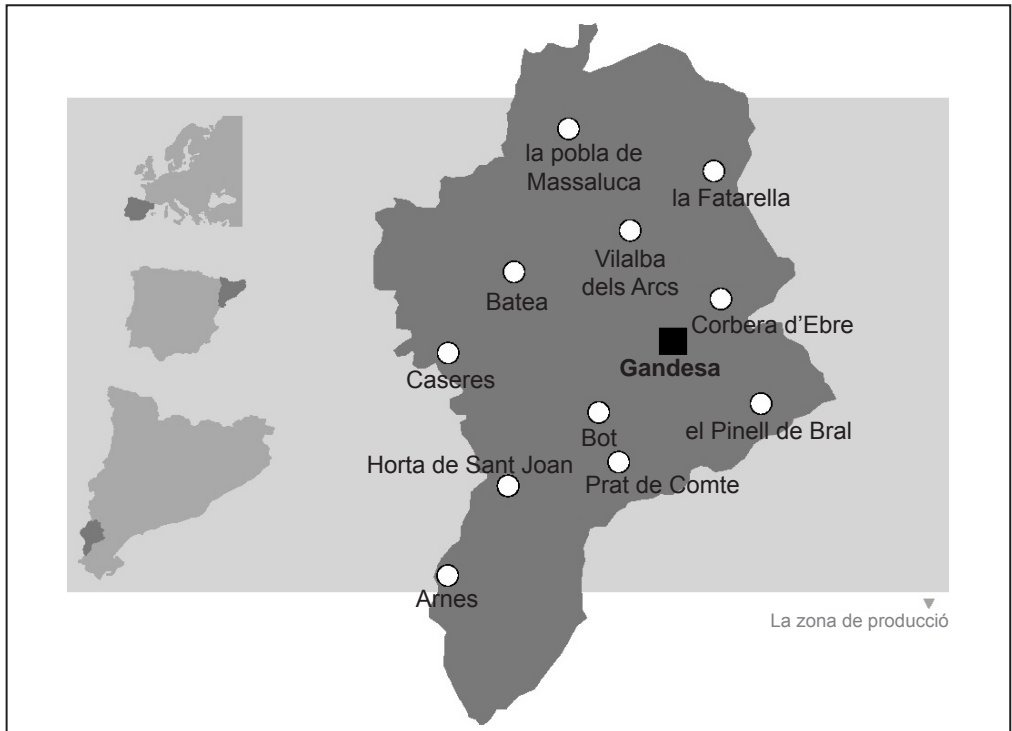 la pobla de
Massaluca
la Fatarella
Vilalba
dels Arcs
Batea
Corbera d’Ebre
Gandesa
Caseres
Bot
el Pinell de Bral
Horta de Sant Joan
Prat de Comte
Arnes
La zona de producció